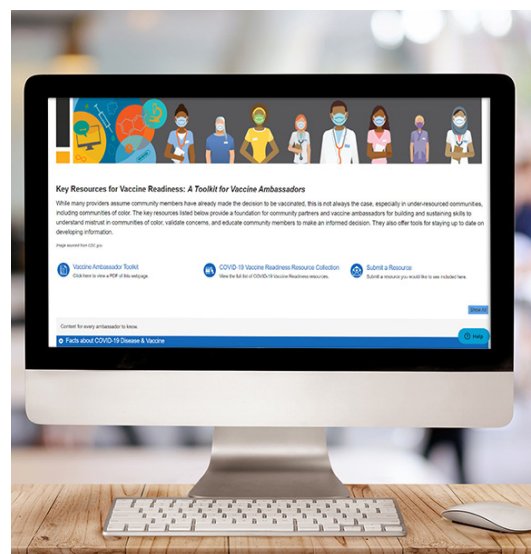 Key Resources for Vaccine Readiness: A Toolkit for Vaccine Ambassadors
While many providers assume community members have already made the decision to be vaccinated, this is not always the case, especially in under-resourced communities,
including communities of color. The key resources listed below provide a foundation for community partners and vaccine ambassadors for building and sustaining skills to
understand mistrust in communities of color, validate concerns, and educate community members to make an informed decision. They also offer tools for staying up to date on
developing information.
Image sourced from CDC.gov
Vaccine Ambassador Toolkit
Click here to view a PDF of this webpage.
COVID-19 Vaccine Readiness Resource Collection
View the full list of COVID-19 Vaccine Readiness resources.
Submit a Resource
Submit a resource you would like to see included here.
Show All
Content for every ambassador to know.
Help
Facts about COVID-19 Disease & Vaccine